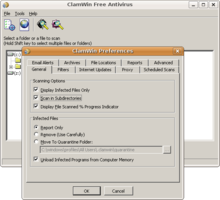 ClamWin Free Antivirus
File Tools Help
Select a folder or a file to scan
(Hold Shift key to select multiple files or folders)
ClamWin Preferences
Email Alerts Archives File Locations Reports Advanced
General Filters Internet Updates Proxy Scheduled Scans
Scanning Options
Display Infected Files Only
Scan in Subdirectories
Display File Scanned % Progress Indicator
Infected Files
Report Only
Remove (Use Carefully)
Move To Quarantine Folder:
Unload Infected Programs from Computer Memory
OK Cancel